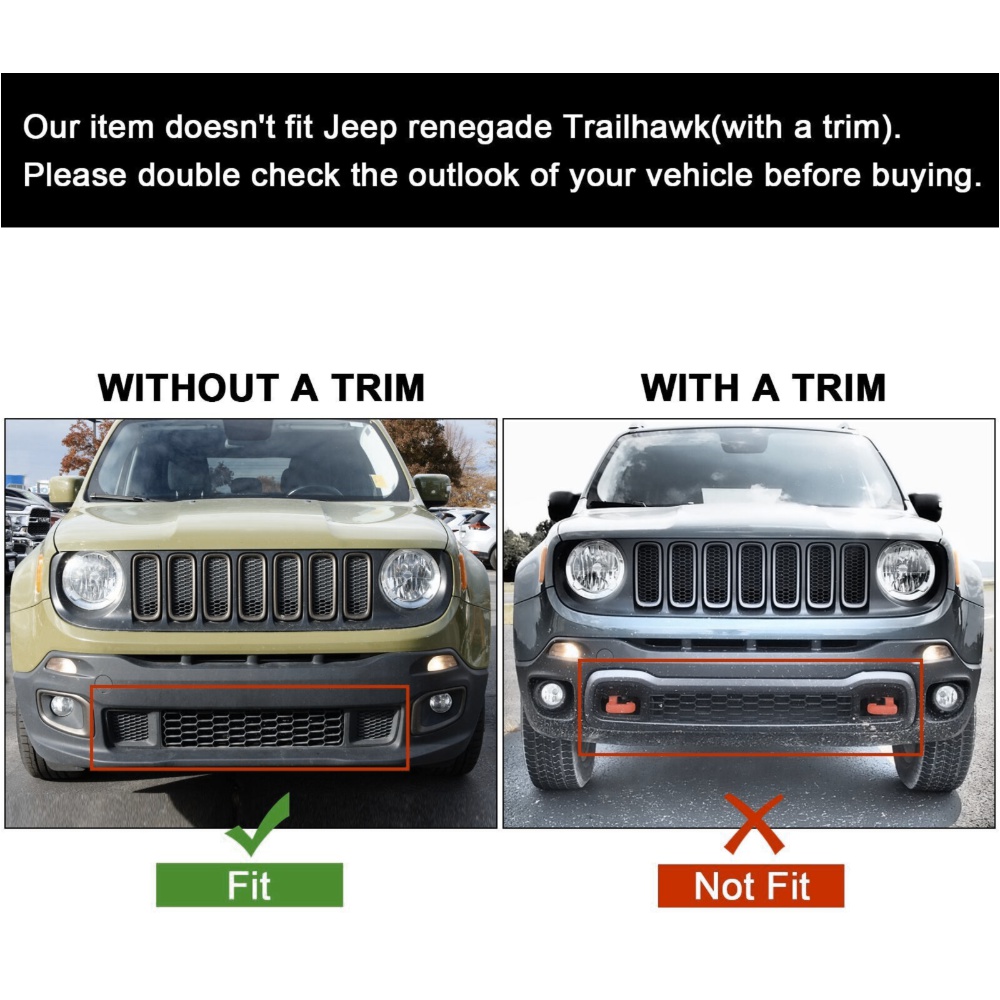 Our item doesn't fit Jeep renegade Trailhawk(with a trim).
Please double check the outlook of your vehicle before buying.
WITHOUT A TRIM
WITH A TRIM
Fit
Not Fit